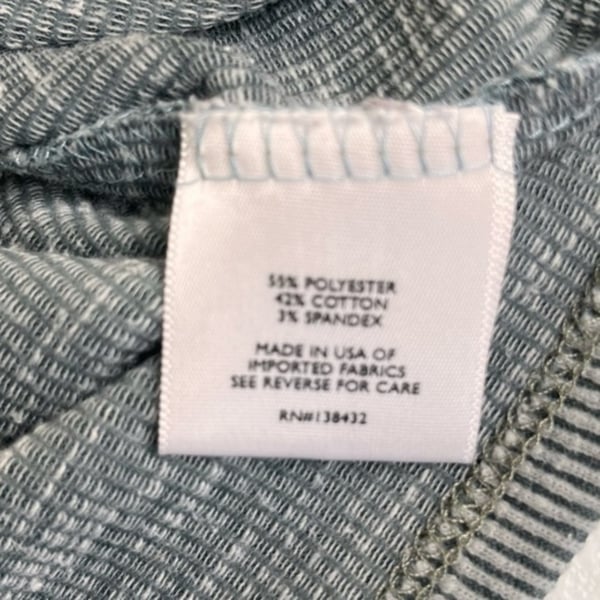 55% POLYESTER
42% COTTON
3% SPANDEX
MADE IN USA OF
IMPORTED FABRICS
SEE REVERSE FOR CARE
RN#138432